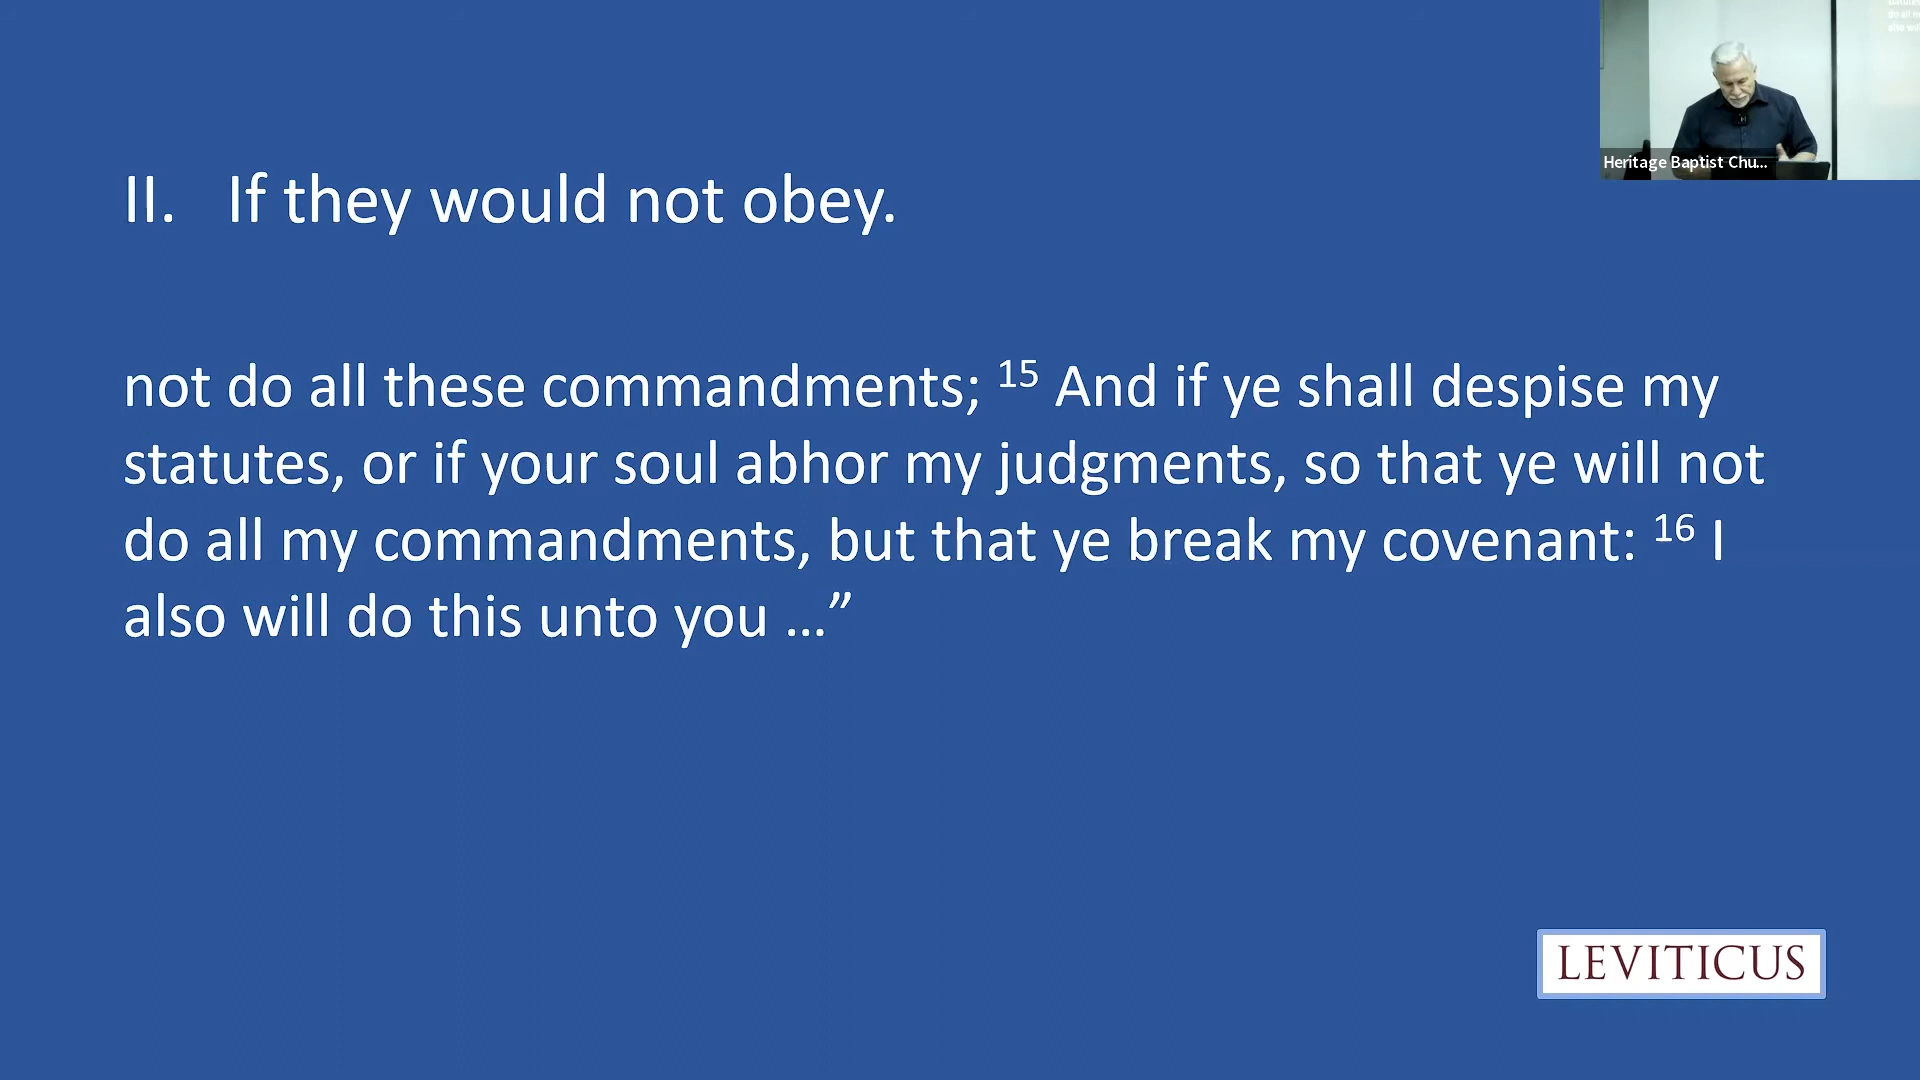 II. If they would not obey.
not do all these commandments; 15 And if ye shall despise my
statutes, or if your soul abhor my judgments, so that ye will not
do all my commandments, but that ye break my covenant: 16 I
also will do this unto you …”
Heritage Baptist Chu...
LEVITICUS